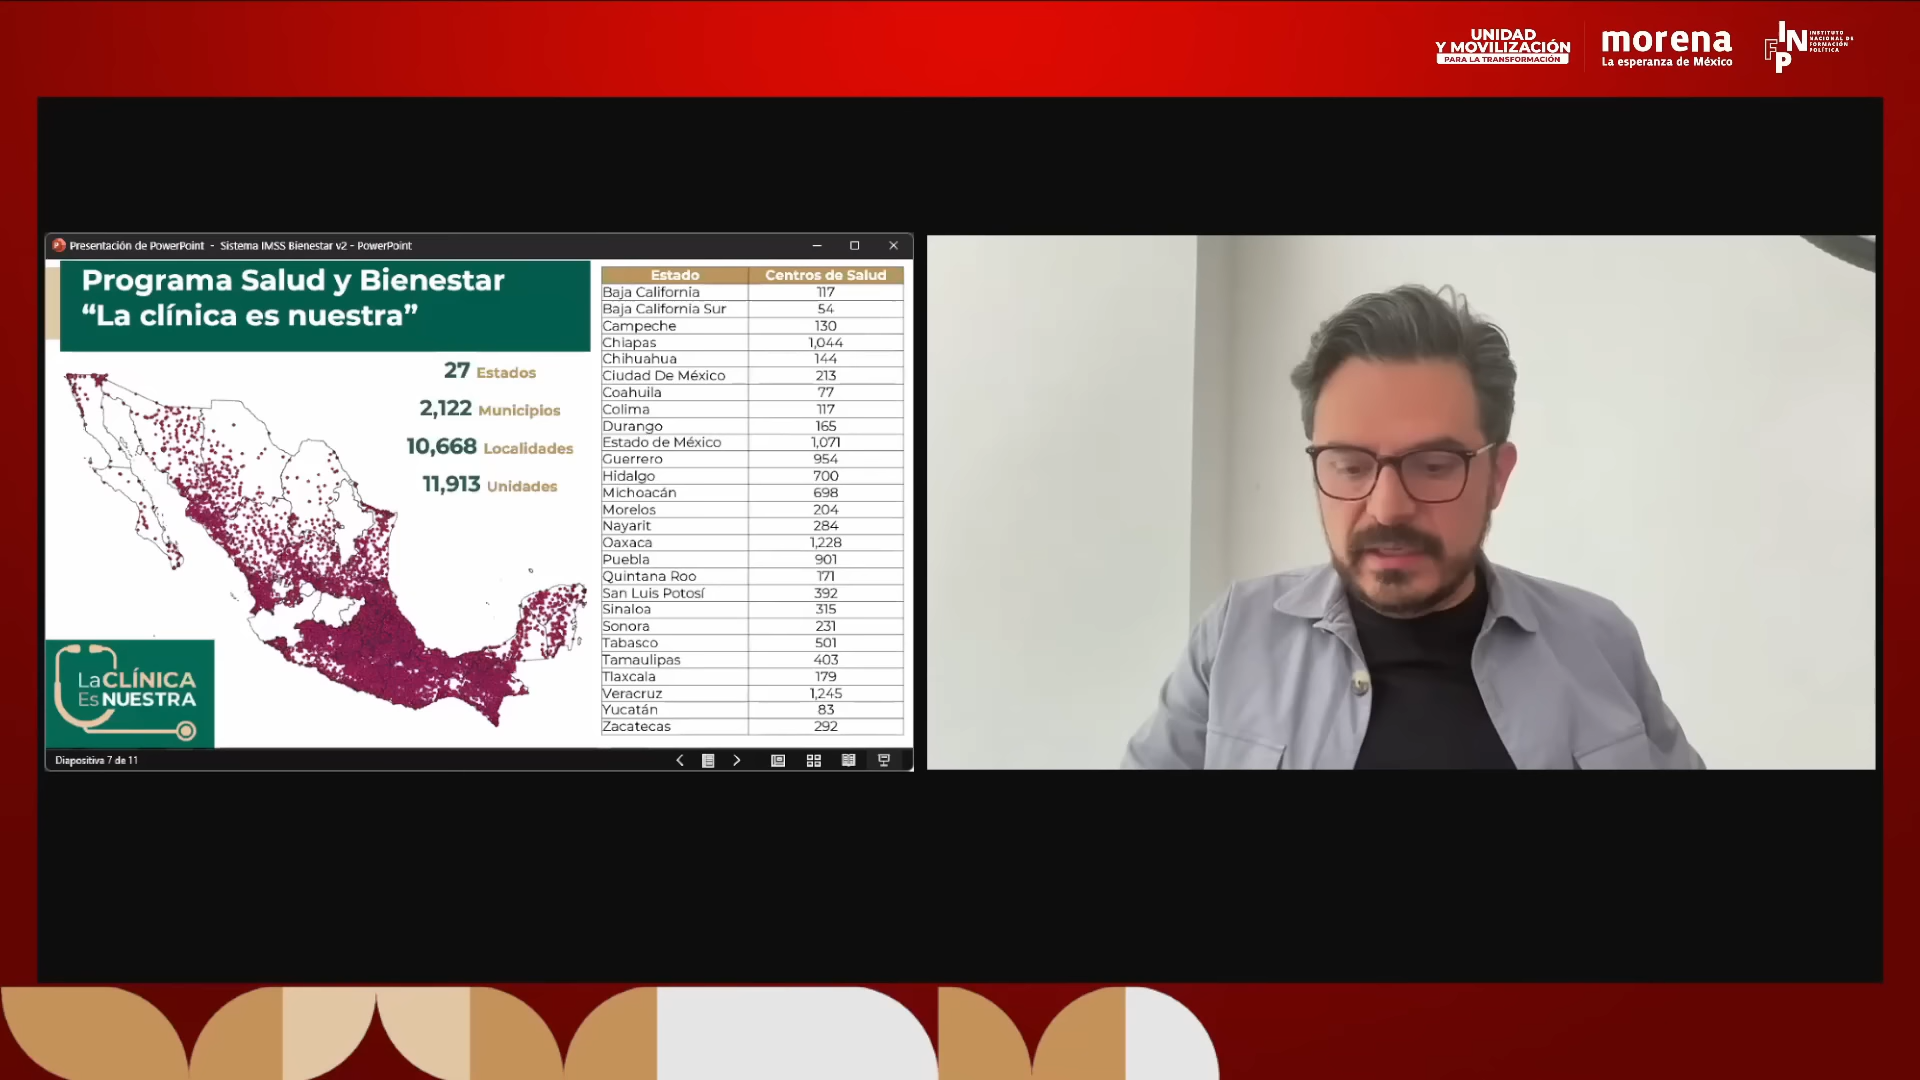 UNIDAD
Y MOVILIZACIÓN
PARA LA TRANSFORMACIÓN
morena
La esperanza de México
INFP
INSTITUTO
NACIONAL DE
FORMACIÓN
POLÍTICA
Presentación de PowerPoint - Sistema IMSS Bienestar v2 - PowerPoint
Programa Salud y Bienestar
“La clínica es nuestra”
27 Estados
2,122 Municipios
10,668 Localidades
11,913 Unidades
La CLÍNICA
Es NUESTRA
Estado Centros de Salud
Baja California 117
Baja California Sur 54
Campeche 130
Chiapas 1,044
Chihuahua 144
Ciudad De México 213
Coahuila 77
Colima 117
Durango 165
Estado de México 1,071
Guerrero 954
Hidalgo 700
Michoacán 698
Morelos 204
Nayarit 284
Oaxaca 1,228
Puebla 901
Quintana Roo 171
San Luis Potosí 392
Sinaloa 315
Sonora 231
Tabasco 501
Tamaulipas 403
Tlaxcala 179
Veracruz 1,245
Yucatán 83
Zacatecas 292
Diapositiva 7 de 11